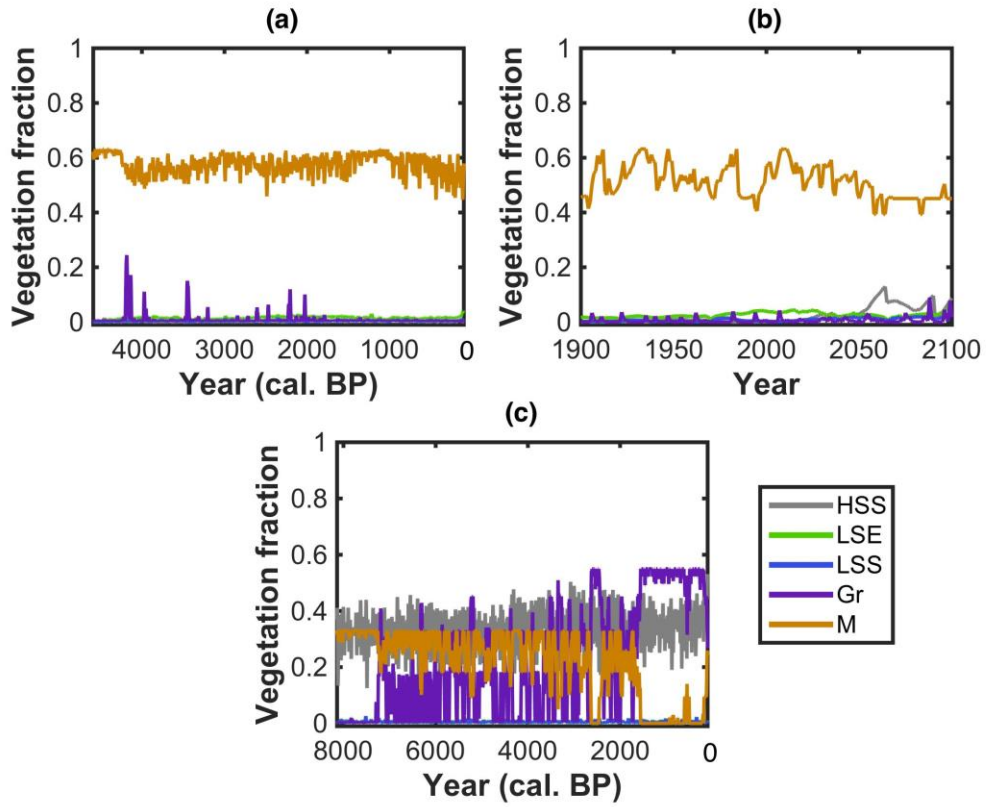 (a)
1
0.8
0.6
0.4
0.2
0
Vegetation fraction
4000 3000 2000 1000 0
Year (cal. BP)
(b)
1
0.8
0.6
0.4
0.2
0
Vegetation fraction
1900 1950 2000 2050 2100
Year
(c)
1
0.8
0.6
0.4
0.2
0
Vegetation fraction
8000 6000 4000 2000 0
Year (cal. BP)
HSS
LSE
LSS
Gr
M